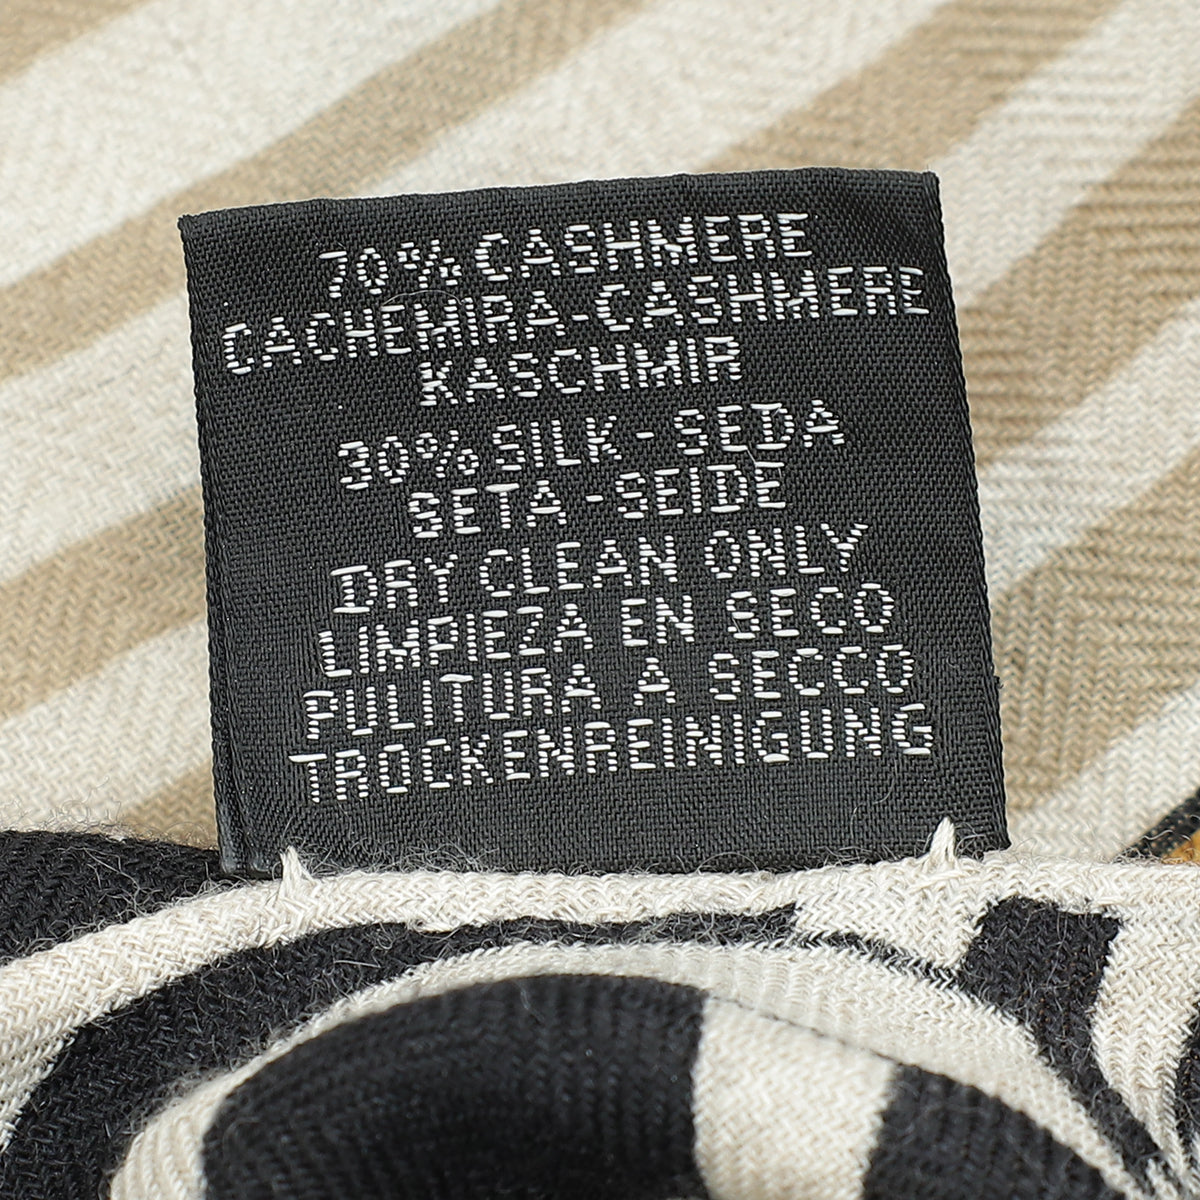 70% CASHMERE
CACHEMIRA-CASHMERE
KASCHMIR
30% SILK-SEDA
SETA-SEIDE
DRY CLEAN ONLY
LIMPIEZA EN SECO
PULITURA A SECCO
TROCKENREINIGUNG